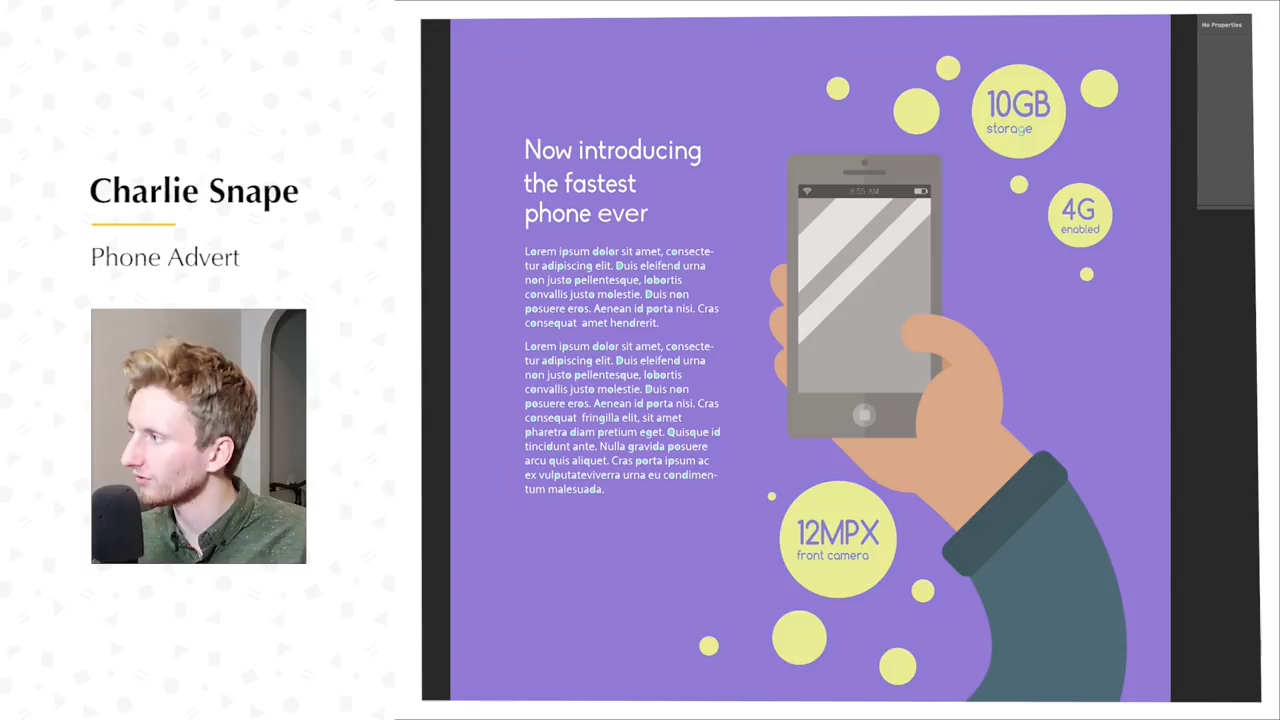 Charlie Snape
Phone Advert
No Properties
Now introducing
the fastest
phone ever
Lorem ipsum dolor sit amet, consecte-
tur adipiscing elit. Duis eleifend urna
non justo pellentesque, lobortis
convallis justo molestie. Duis non
posuere eros. Aenean id porta nisi. Cras
consequat  amet hendrerit.
Lorem ipsum dolor sit amet, consecte-
tur adipiscing elit. Duis eleifend urna
non justo pellentesque, lobortis
convallis justo molestie. Duis non
posuere eros. Aenean id porta nisi. Cras
consequat  fringilla elit, sit amet
pharetra diam pretium eget. Quisque id
tincidunt ante. Nulla gravida posuere
arcu quis aliquet. Cras porta ipsum ac
ex vulputateviverra urna eu condimen-
tum malesuada.
8:55 AM
10GB
storage
4G
enabled
12MPX
front camera